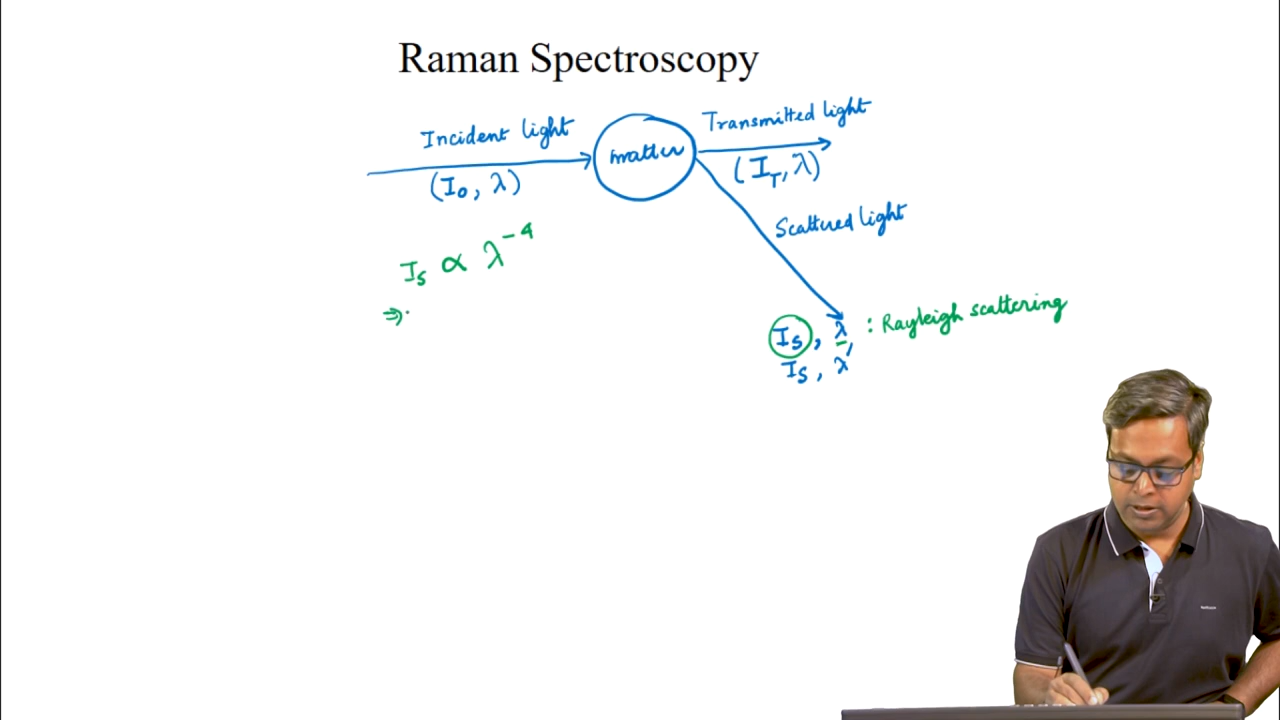 Raman Spectroscopy
Incident light
(I₀, λ)
matter
Transmitted light
(I_T, λ)
Scattered light
I_S ∝ λ⁻⁴
⇒
I_S, λ : Rayleigh scattering
I_S, λ'